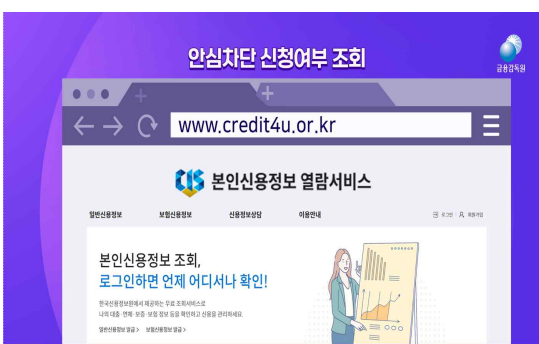 안심차단 신청여부 조회
금융감독원
www.credit4u.or.kr
CIS 본인신용정보 열람서비스
일반신용정보 보험신용정보 신용정보상담 이용안내 로그인 회원가입
본인신용정보 조회,
로그인하면 언제 어디서나 확인!
한국신용정보원에서 제공하는 무료 조회서비스로
나의 대출·연체·보증·보험 정보 등을 확인하고 신용을 관리하세요
일반신용정보 발급 > 보험신용정보 발급 >